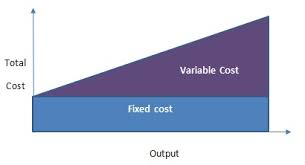 Total
Cost
Variable Cost
Fixed cost
Output